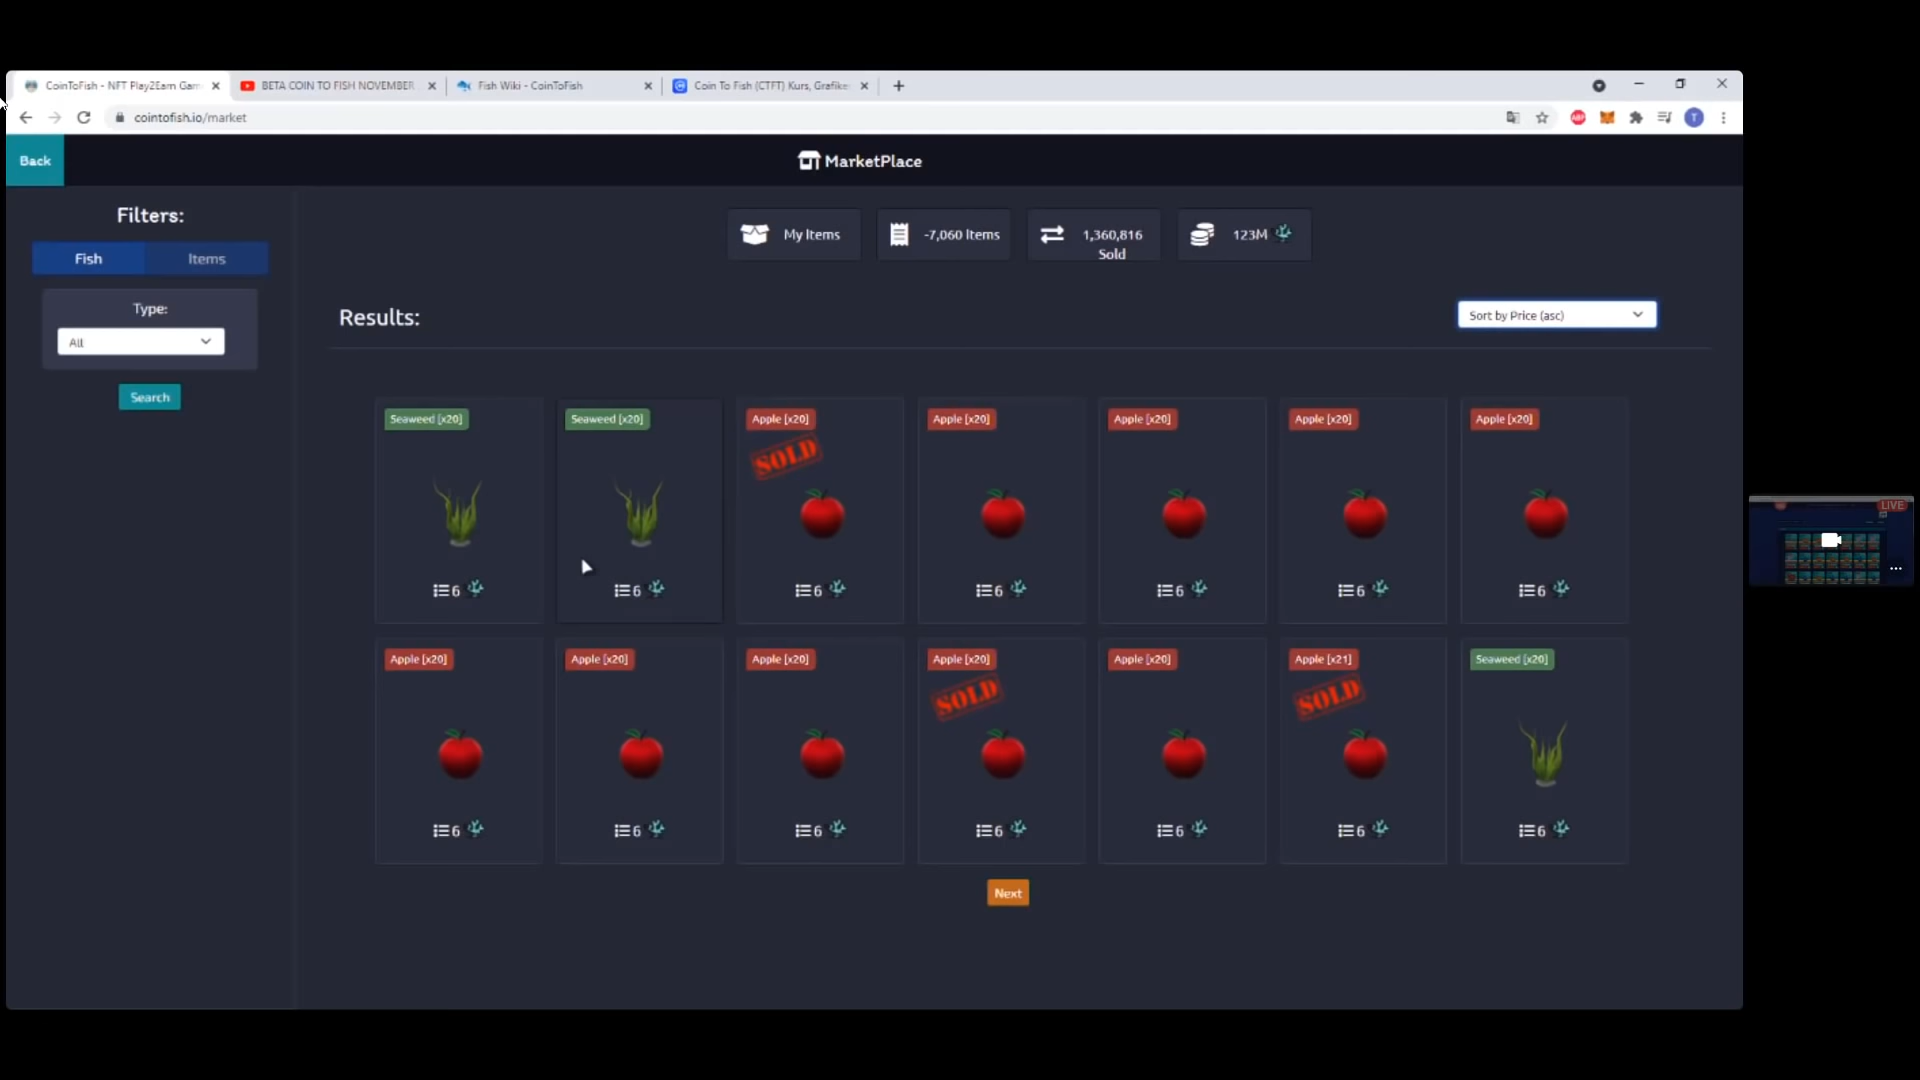 CoinToFish - NFT Play2Earn Gam
BETA COIN TO FISH NOVEMBER
Fish Wiki - CoinToFish
Coin To Fish (CTFT) Kurs, Grafike
cointofish.io/market
ABP
T
Back
MarketPlace
Filters:
Fish
Items
Type:
All
Search
My Items
-7,060 Items
1,360,816
Sold
123M
Results:
Sort by Price (asc)
Seaweed [x20]
Seaweed [x20]
Apple [x20]
Apple [x20]
Apple [x20]
Apple [x20]
Apple [x20]
SOLD
6
6
6
6
6
6
6
Apple [x20]
Apple [x20]
Apple [x20]
Apple [x20]
Apple [x20]
Apple [x21]
Seaweed [x20]
SOLD
SOLD
6
6
6
6
6
6
6
Next
LIVE